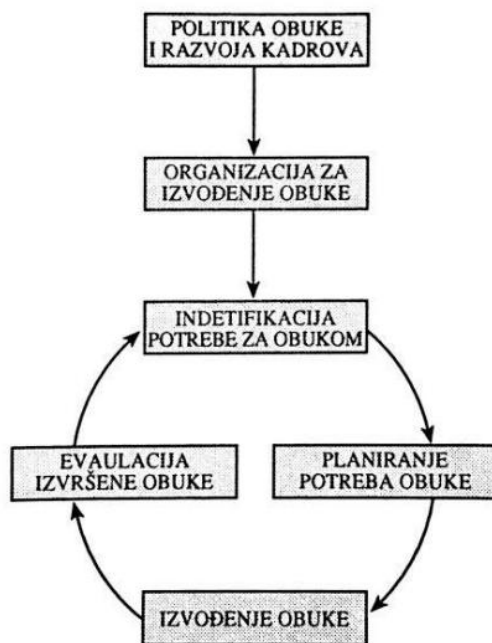 POLITIKA OBUKE
I RAZVOJA KADROVA
ORGANIZACIJA ZA
IZVOĐENJE OBUKE
INDETIFIKACIJA
POTREBE ZA OBUKOM
EVAULACIJA
IZVRŠENE OBUKE
PLANIRANJE
POTREBA OBUKE
IZVOĐENJE OBUKE